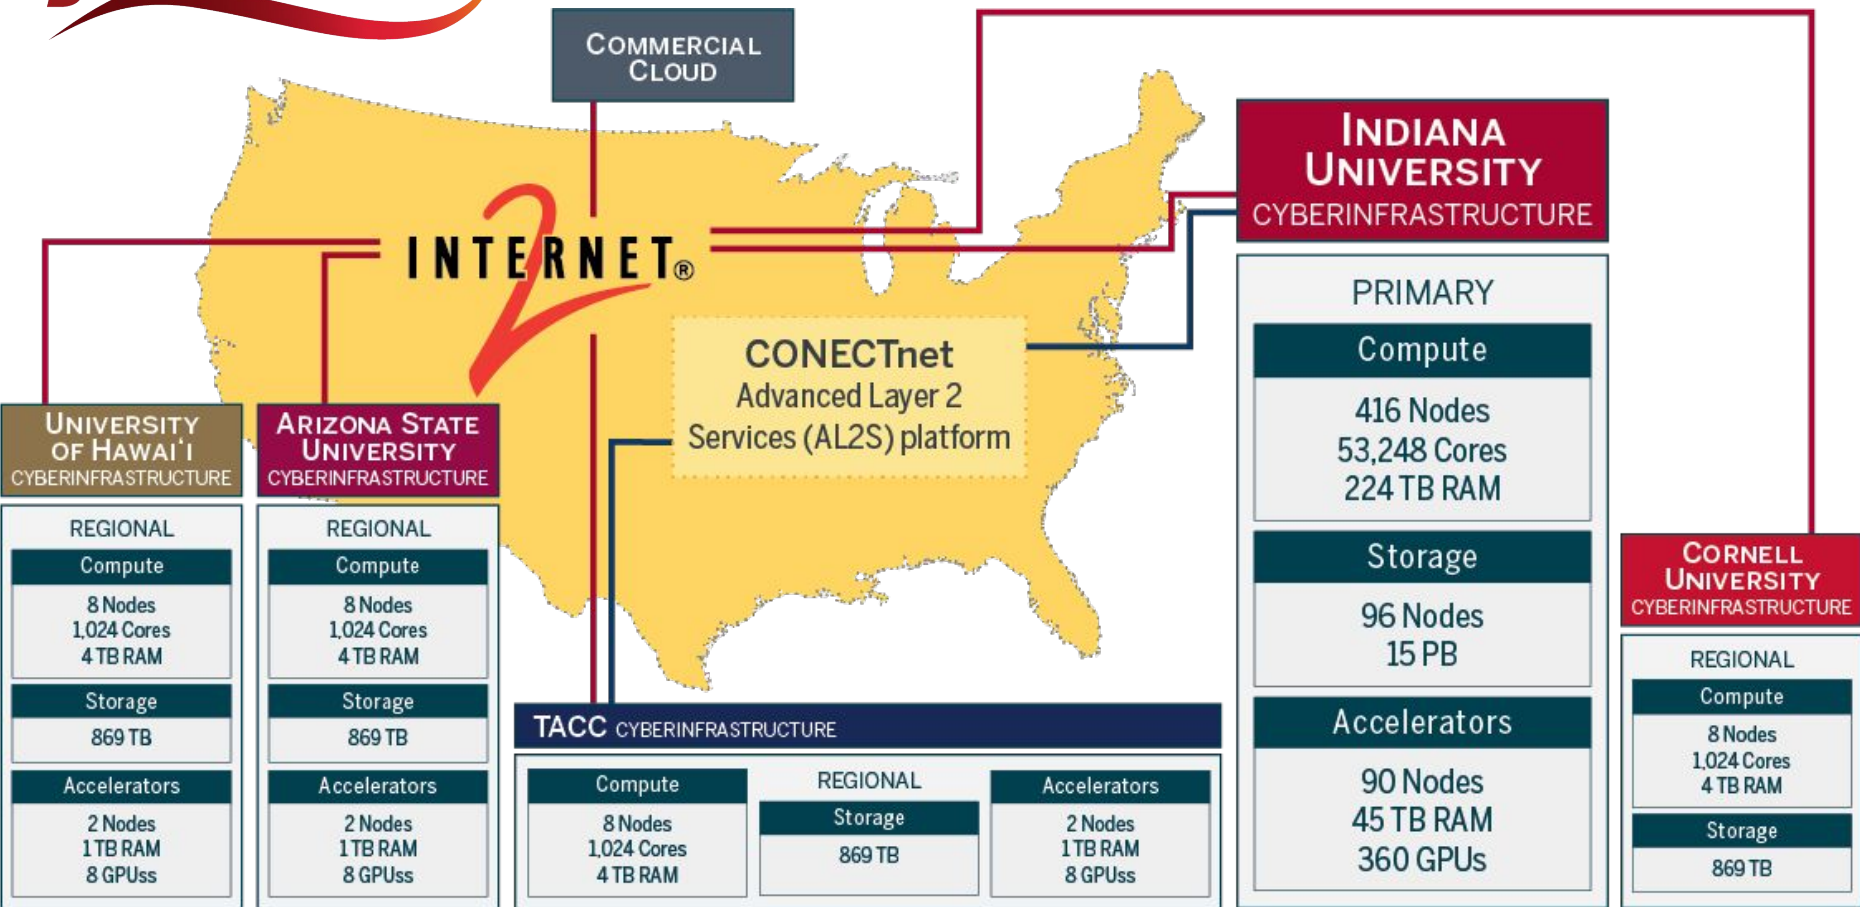 COMMERCIAL
CLOUD
INTERNET®
2
CONECTnet
Advanced Layer 2
Services (AL2S) platform
INDIANA
UNIVERSITY
CYBERINFRASTRUCTURE
PRIMARY
Compute
416 Nodes
53,248 Cores
224 TB RAM
Storage
96 Nodes
15 PB
Accelerators
90 Nodes
45 TB RAM
360 GPUs
UNIVERSITY
OF HAWAI‘I
CYBERINFRASTRUCTURE
REGIONAL
Compute
8 Nodes
1,024 Cores
4 TB RAM
Storage
869 TB
Accelerators
2 Nodes
1 TB RAM
8 GPUss
ARIZONA STATE
UNIVERSITY
CYBERINFRASTRUCTURE
REGIONAL
Compute
8 Nodes
1,024 Cores
4 TB RAM
Storage
869 TB
Accelerators
2 Nodes
1 TB RAM
8 GPUss
TACC CYBERINFRASTRUCTURE
Compute
8 Nodes
1,024 Cores
4 TB RAM
REGIONAL
Storage
869 TB
Accelerators
2 Nodes
1 TB RAM
8 GPUss
CORNELL
UNIVERSITY
CYBERINFRASTRUCTURE
REGIONAL
Compute
8 Nodes
1,024 Cores
4 TB RAM
Storage
869 TB